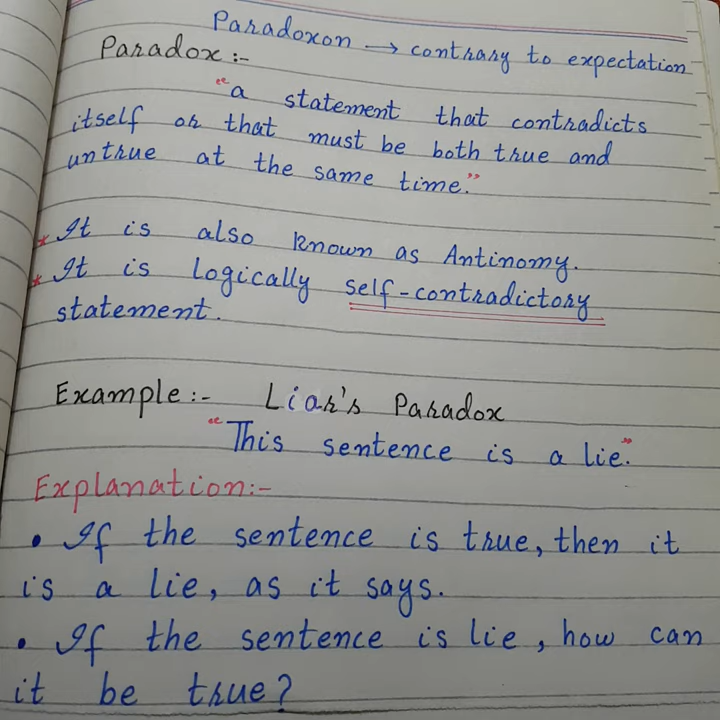 Paradoxon → contrary to expectation
Paradox :-
"a statement that contradicts
itself or that must be both true and
untrue at the same time."
* It is also known as Antinomy.
* It is logically self-contradictory
statement.
Example :- Liar's Paradox
"This sentence is a lie."
Explanation :-
• If the sentence is true, then it
is a lie, as it says.
• If the sentence is lie, how can
it be true?